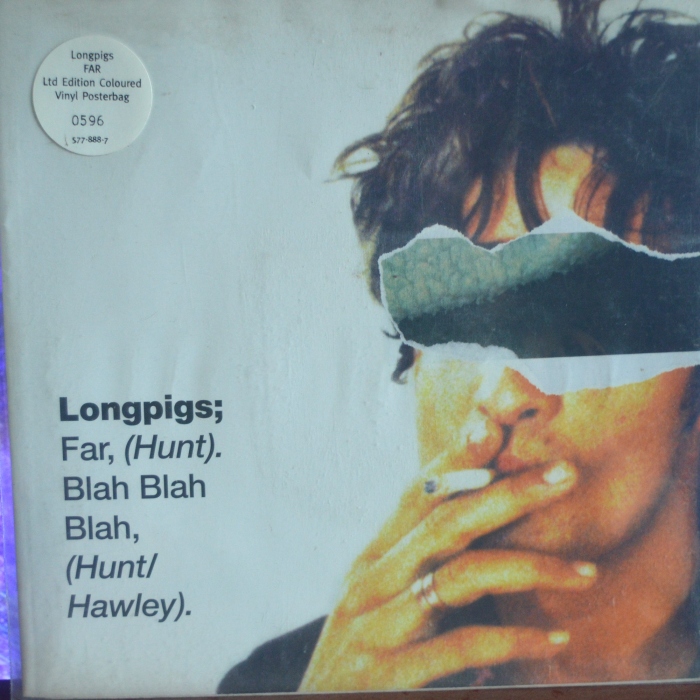 Longpigs
FAR
Ltd Edition Coloured
Vinyl Posterbag
0596
577-888-7
Longpigs;
Far, (Hunt).
Blah Blah
Blah,
(Hunt/
Hawley).